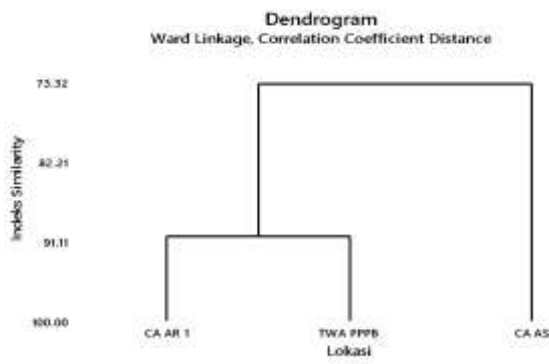 Dendrogram
Ward Linkage, Correlation Coefficient Distance
Indeks Similarity
73.32
82.21
91.11
100.00
CA AR 1
TWA PPPB
CA AS
Lokasi